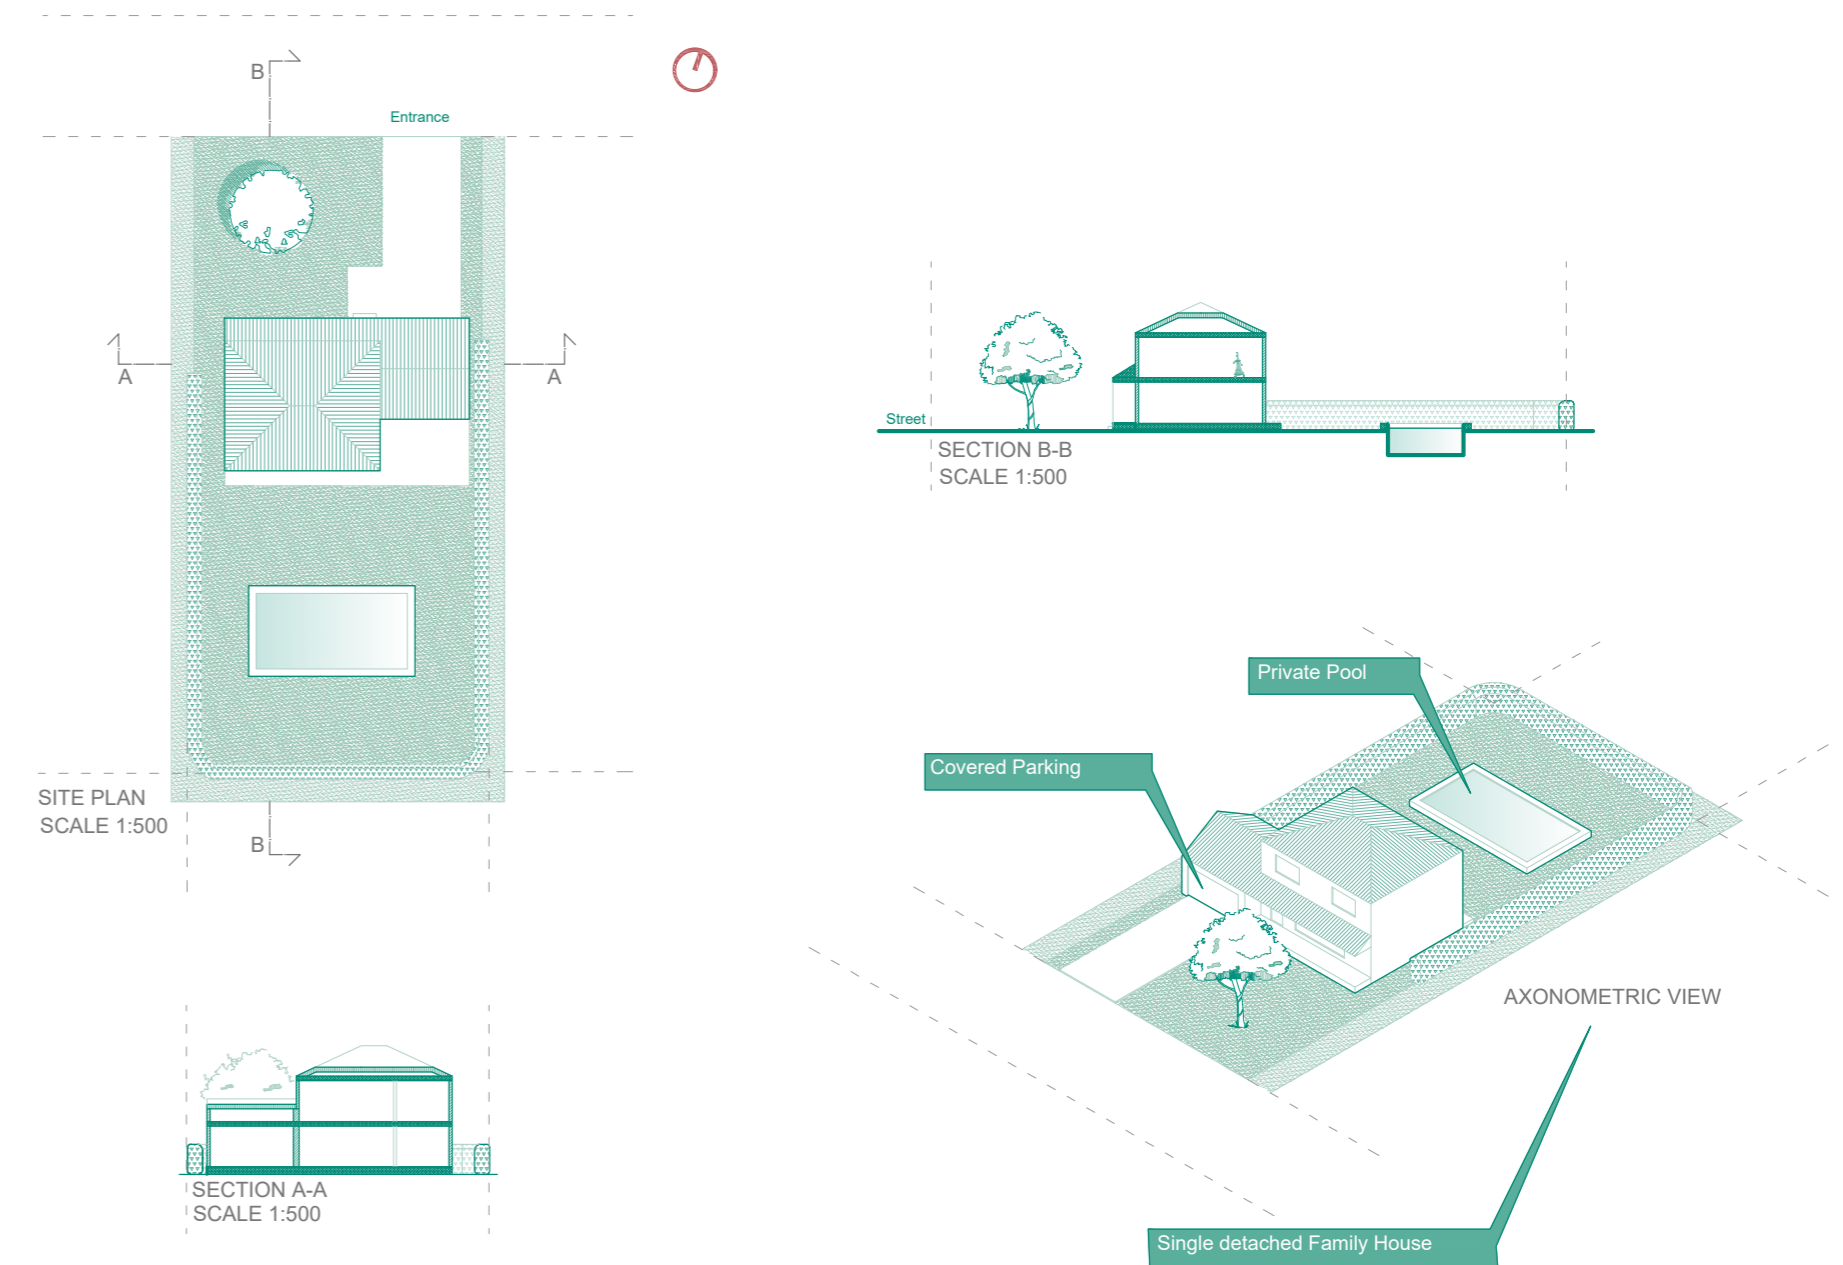 B
Entrance
A
A
SITE PLAN
SCALE 1:500
B
Street
SECTION B-B
SCALE 1:500
Private Pool
Covered Parking
AXONOMETRIC VIEW
SECTION A-A
SCALE 1:500
Single detached Family House